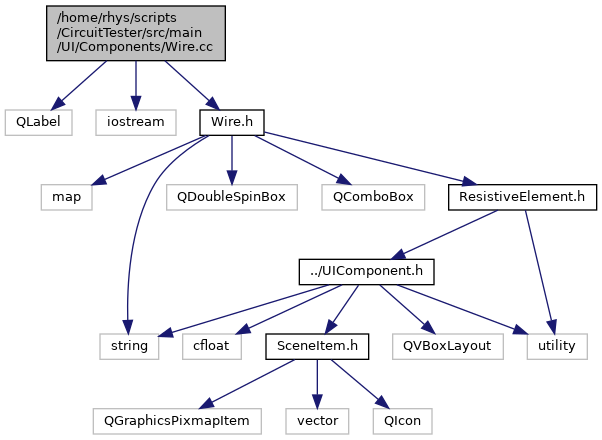 /home/rhys/scripts
/CircuitTester/src/main
/UI/Components/Wire.cc
QLabel
iostream
Wire.h
map
QDoubleSpinBox
QComboBox
ResistiveElement.h
../UIComponent.h
string
cfloat
SceneItem.h
QVBoxLayout
utility
QGraphicsPixmapItem
vector
QIcon